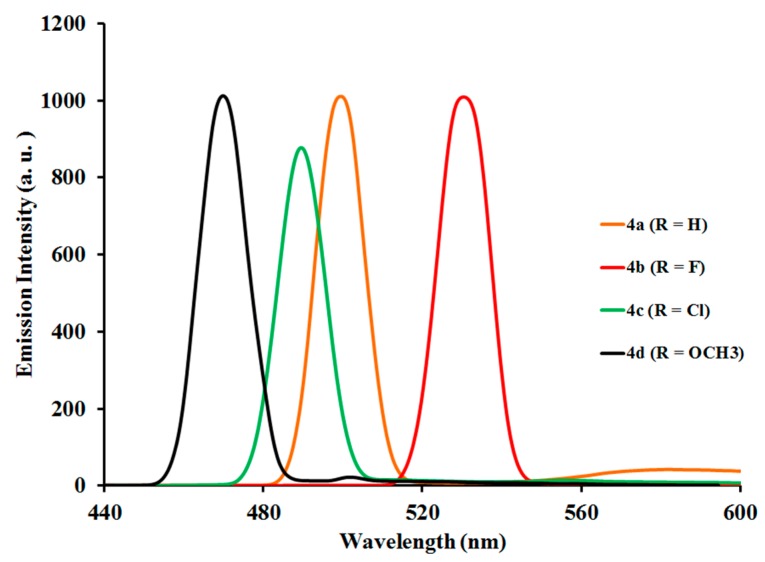 1200
1000
800
600
400
200
0
Emission Intensity (a. u. )
440
480
520
560
600
Wavelength (nm)
4a (R = H)
4b (R = F)
4c (R = Cl)
4d (R = OCH3)